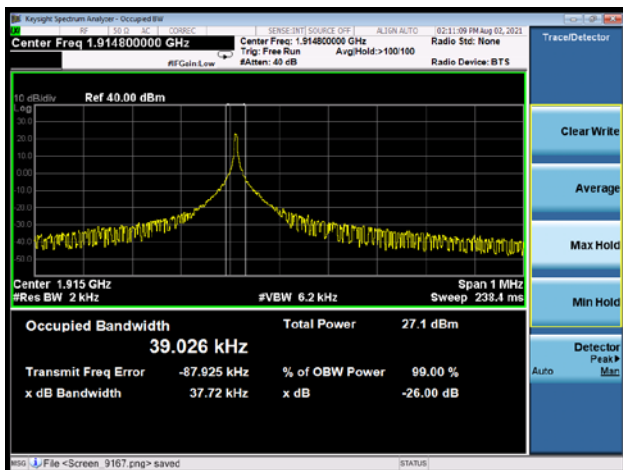 Keysight Spectrum Analyzer - Occupied BW
RF 50 Ω AC CORREC SENSE:INT SOURCE OFF ALIGN AUTO 02:11:09 PM Aug 02, 2021
Center Freq 1.914800000 GHz Center Freq: 1.914800000 GHz Radio Std: None Trace/Detector
Trig: Free Run Avg|Hold:>100/100
#IFGain:Low #Atten: 40 dB Radio Device: BTS
10 dB/div Ref 40.00 dBm
Log
30.0
20.0
10.0
0.00
-10.0
-20.0
-30.0
-40.0
-50.0
Clear Write
Average
Max Hold
Min Hold
Detector
Peak▶
Auto Man
Center 1.915 GHz Span 1 MHz
#Res BW 2 kHz #VBW 6.2 kHz Sweep 238.4 ms
Occupied Bandwidth Total Power 27.1 dBm
39.026 kHz
Transmit Freq Error -87.925 kHz % of OBW Power 99.00 %
x dB Bandwidth 37.72 kHz x dB -26.00 dB
MSG File <Screen_9167.png> saved STATUS